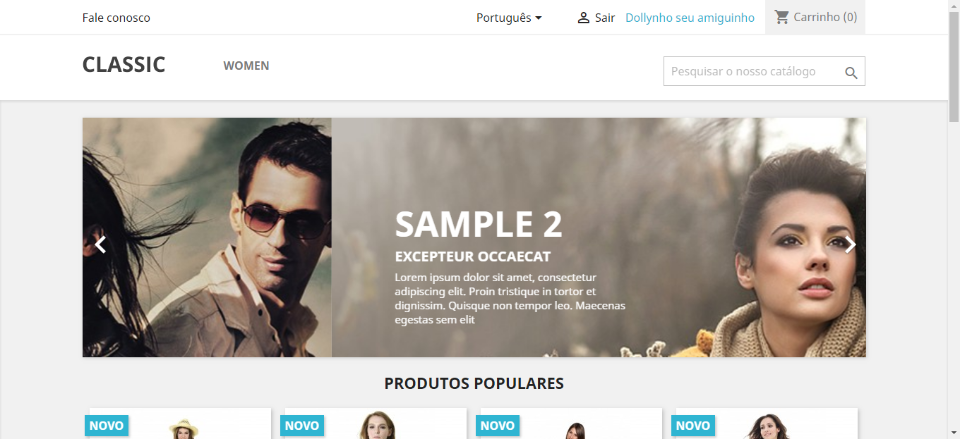 Fale conosco
Português
Sair
Dollynho seu amiguinho
Carrinho (0)
CLASSIC
WOMEN
Pesquisar o nosso catálogo
SAMPLE 2
EXCEPTEUR OCCAECAT
Lorem ipsum dolor sit amet, consectetur
adipiscing elit. Proin tristique in tortor et
dignissim. Quisque non tempor leo. Maecenas
egestas sem elit
PRODUTOS POPULARES
NOVO
NOVO
NOVO
NOVO